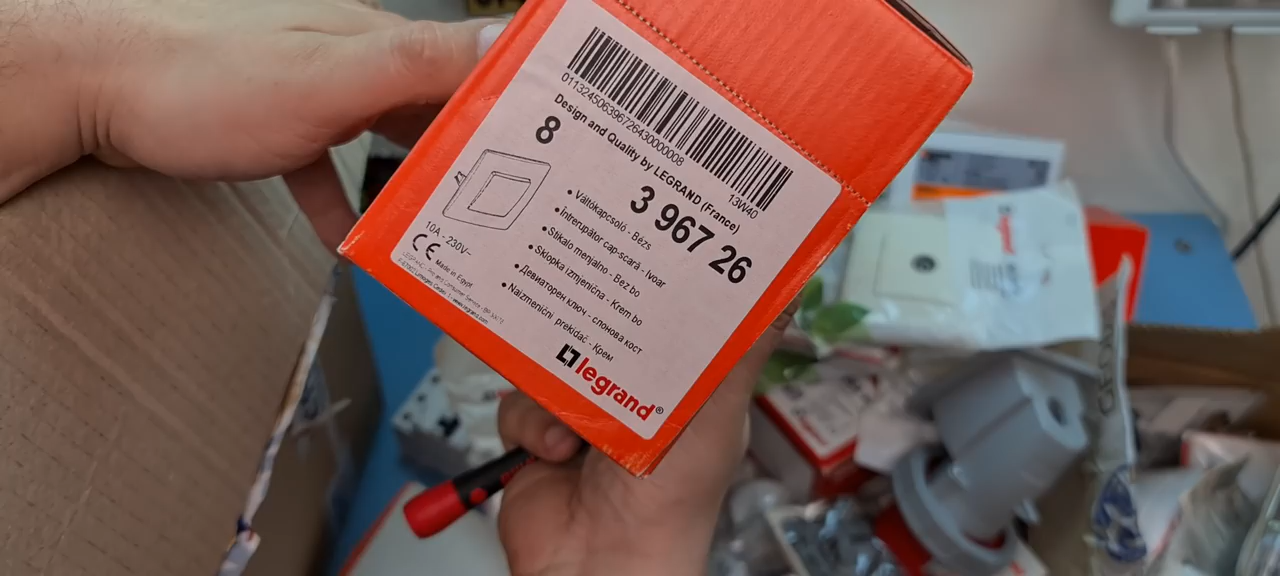 0113245063967264300000008
13W40
Design and Quality by LEGRAND (France)
8
3 967 26
• Váltókapcsoló - Bézs
• Întrerupător cap-scară - Ivoar
• Stikalo menjalno - Bež bo
• Sklopka izmjenična - Krem bo
• Девиаторен ключ - слонова кост
• Naizmenični prekidač - Крем
10A - 230V~
CE Made in Egypt
legrand®
legrand